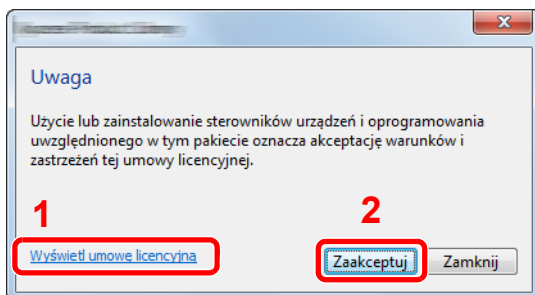 x
Uwaga
Użycie lub zainstalowanie sterowników urządzeń i oprogramowania
uwzględnionego w tym pakiecie oznacza akceptację warunków i
zastrzeżeń tej umowy licencyjnej.
1
2
Wyświetl umowę licencyjną
Zaakceptuj
Zamknij